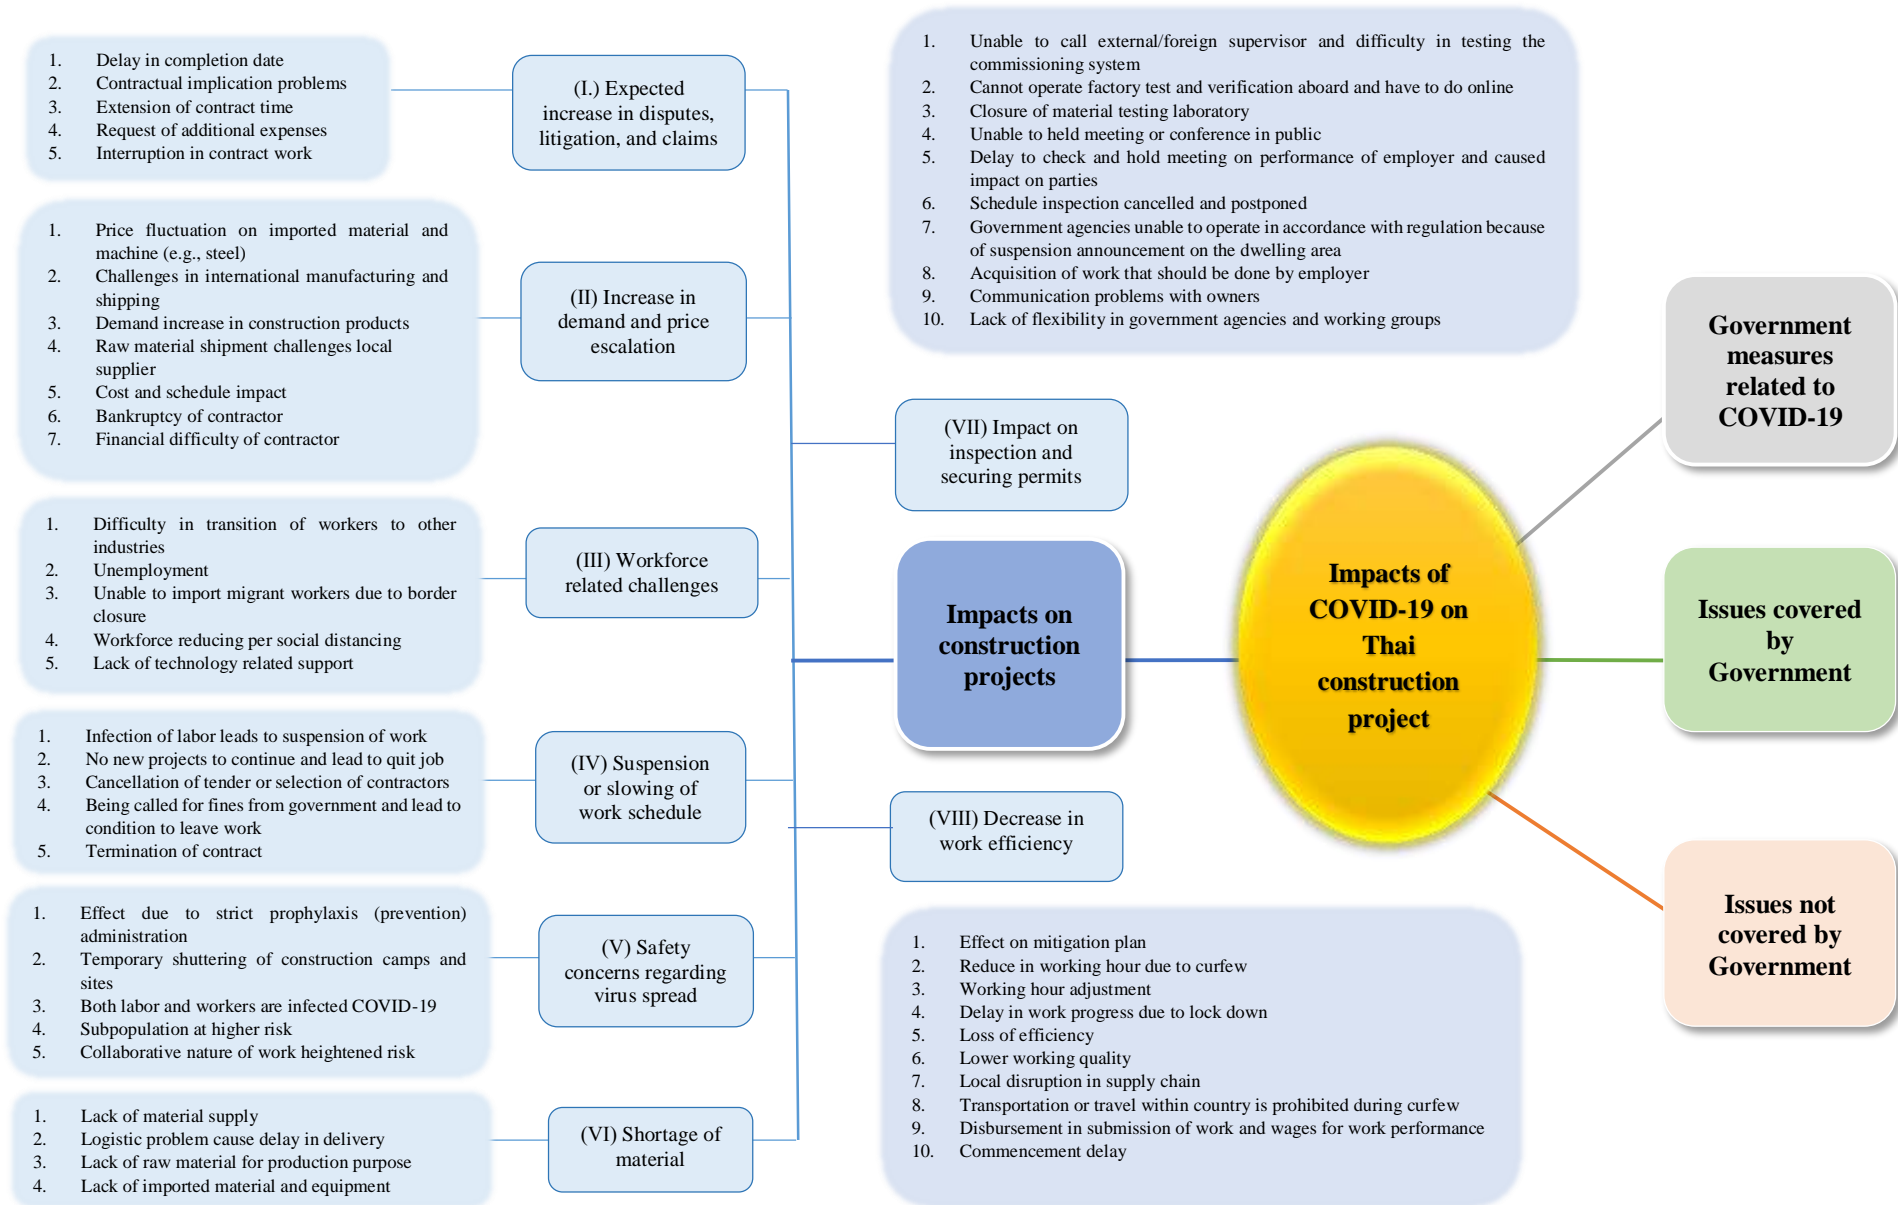 1. Delay in completion date
2. Contractual implication problems
3. Extension of contract time
4. Request of additional expenses
5. Interruption in contract work
(I.) Expected
increase in disputes,
litigation, and claims
1. Price fluctuation on imported material and
machine (e.g., steel)
2. Challenges in international manufacturing and
shipping
3. Demand increase in construction products
4. Raw material shipment challenges local
supplier
5. Cost and schedule impact
6. Bankruptcy of contractor
7. Financial difficulty of contractor
(II) Increase in
demand and price
escalation
1. Difficulty in transition of workers to other
industries
2. Unemployment
3. Unable to import migrant workers due to border
closure
4. Workforce reducing per social distancing
5. Lack of technology related support
(III) Workforce
related challenges
1. Infection of labor leads to suspension of work
2. No new projects to continue and lead to quit job
3. Cancellation of tender or selection of contractors
4. Being called for fines from government and lead to
condition to leave work
5. Termination of contract
(IV) Suspension
or slowing of
work schedule
1. Effect due to strict prophylaxis (prevention)
administration
2. Temporary shuttering of construction camps and
sites
3. Both labor and workers are infected COVID-19
4. Subpopulation at higher risk
5. Collaborative nature of work heightened risk
(V) Safety
concerns regarding
virus spread
1. Lack of material supply
2. Logistic problem cause delay in delivery
3. Lack of raw material for production purpose
4. Lack of imported material and equipment
(VI) Shortage of
material
1. Unable to call external/foreign supervisor and difficulty in testing the
commissioning system
2. Cannot operate factory test and verification aboard and have to do online
3. Closure of material testing laboratory
4. Unable to held meeting or conference in public
5. Delay to check and hold meeting on performance of employer and caused
impact on parties
6. Schedule inspection cancelled and postponed
7. Government agencies unable to operate in accordance with regulation because
of suspension announcement on the dwelling area
8. Acquisition of work that should be done by employer
9. Communication problems with owners
10. Lack of flexibility in government agencies and working groups
(VII) Impact on
inspection and
securing permits
Impacts on
construction
projects
(VIII) Decrease in
work efficiency
1. Effect on mitigation plan
2. Reduce in working hour due to curfew
3. Working hour adjustment
4. Delay in work progress due to lock down
5. Loss of efficiency
6. Lower working quality
7. Local disruption in supply chain
8. Transportation or travel within country is prohibited during curfew
9. Disbursement in submission of work and wages for work performance
10. Commencement delay
Impacts of
COVID-19 on
Thai
construction
project
Government
measures
related to
COVID-19
Issues covered
by
Government
Issues not
covered by
Government